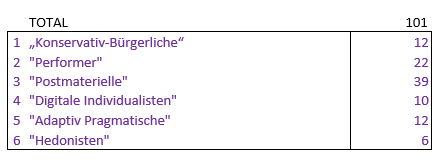 TOTAL 101
1 „Konservativ-Bürgerliche“ 12
2 "Performer" 22
3 "Postmaterielle" 39
4 "Digitale Individualisten" 10
5 "Adaptiv Pragmatische" 12
6 "Hedonisten" 6